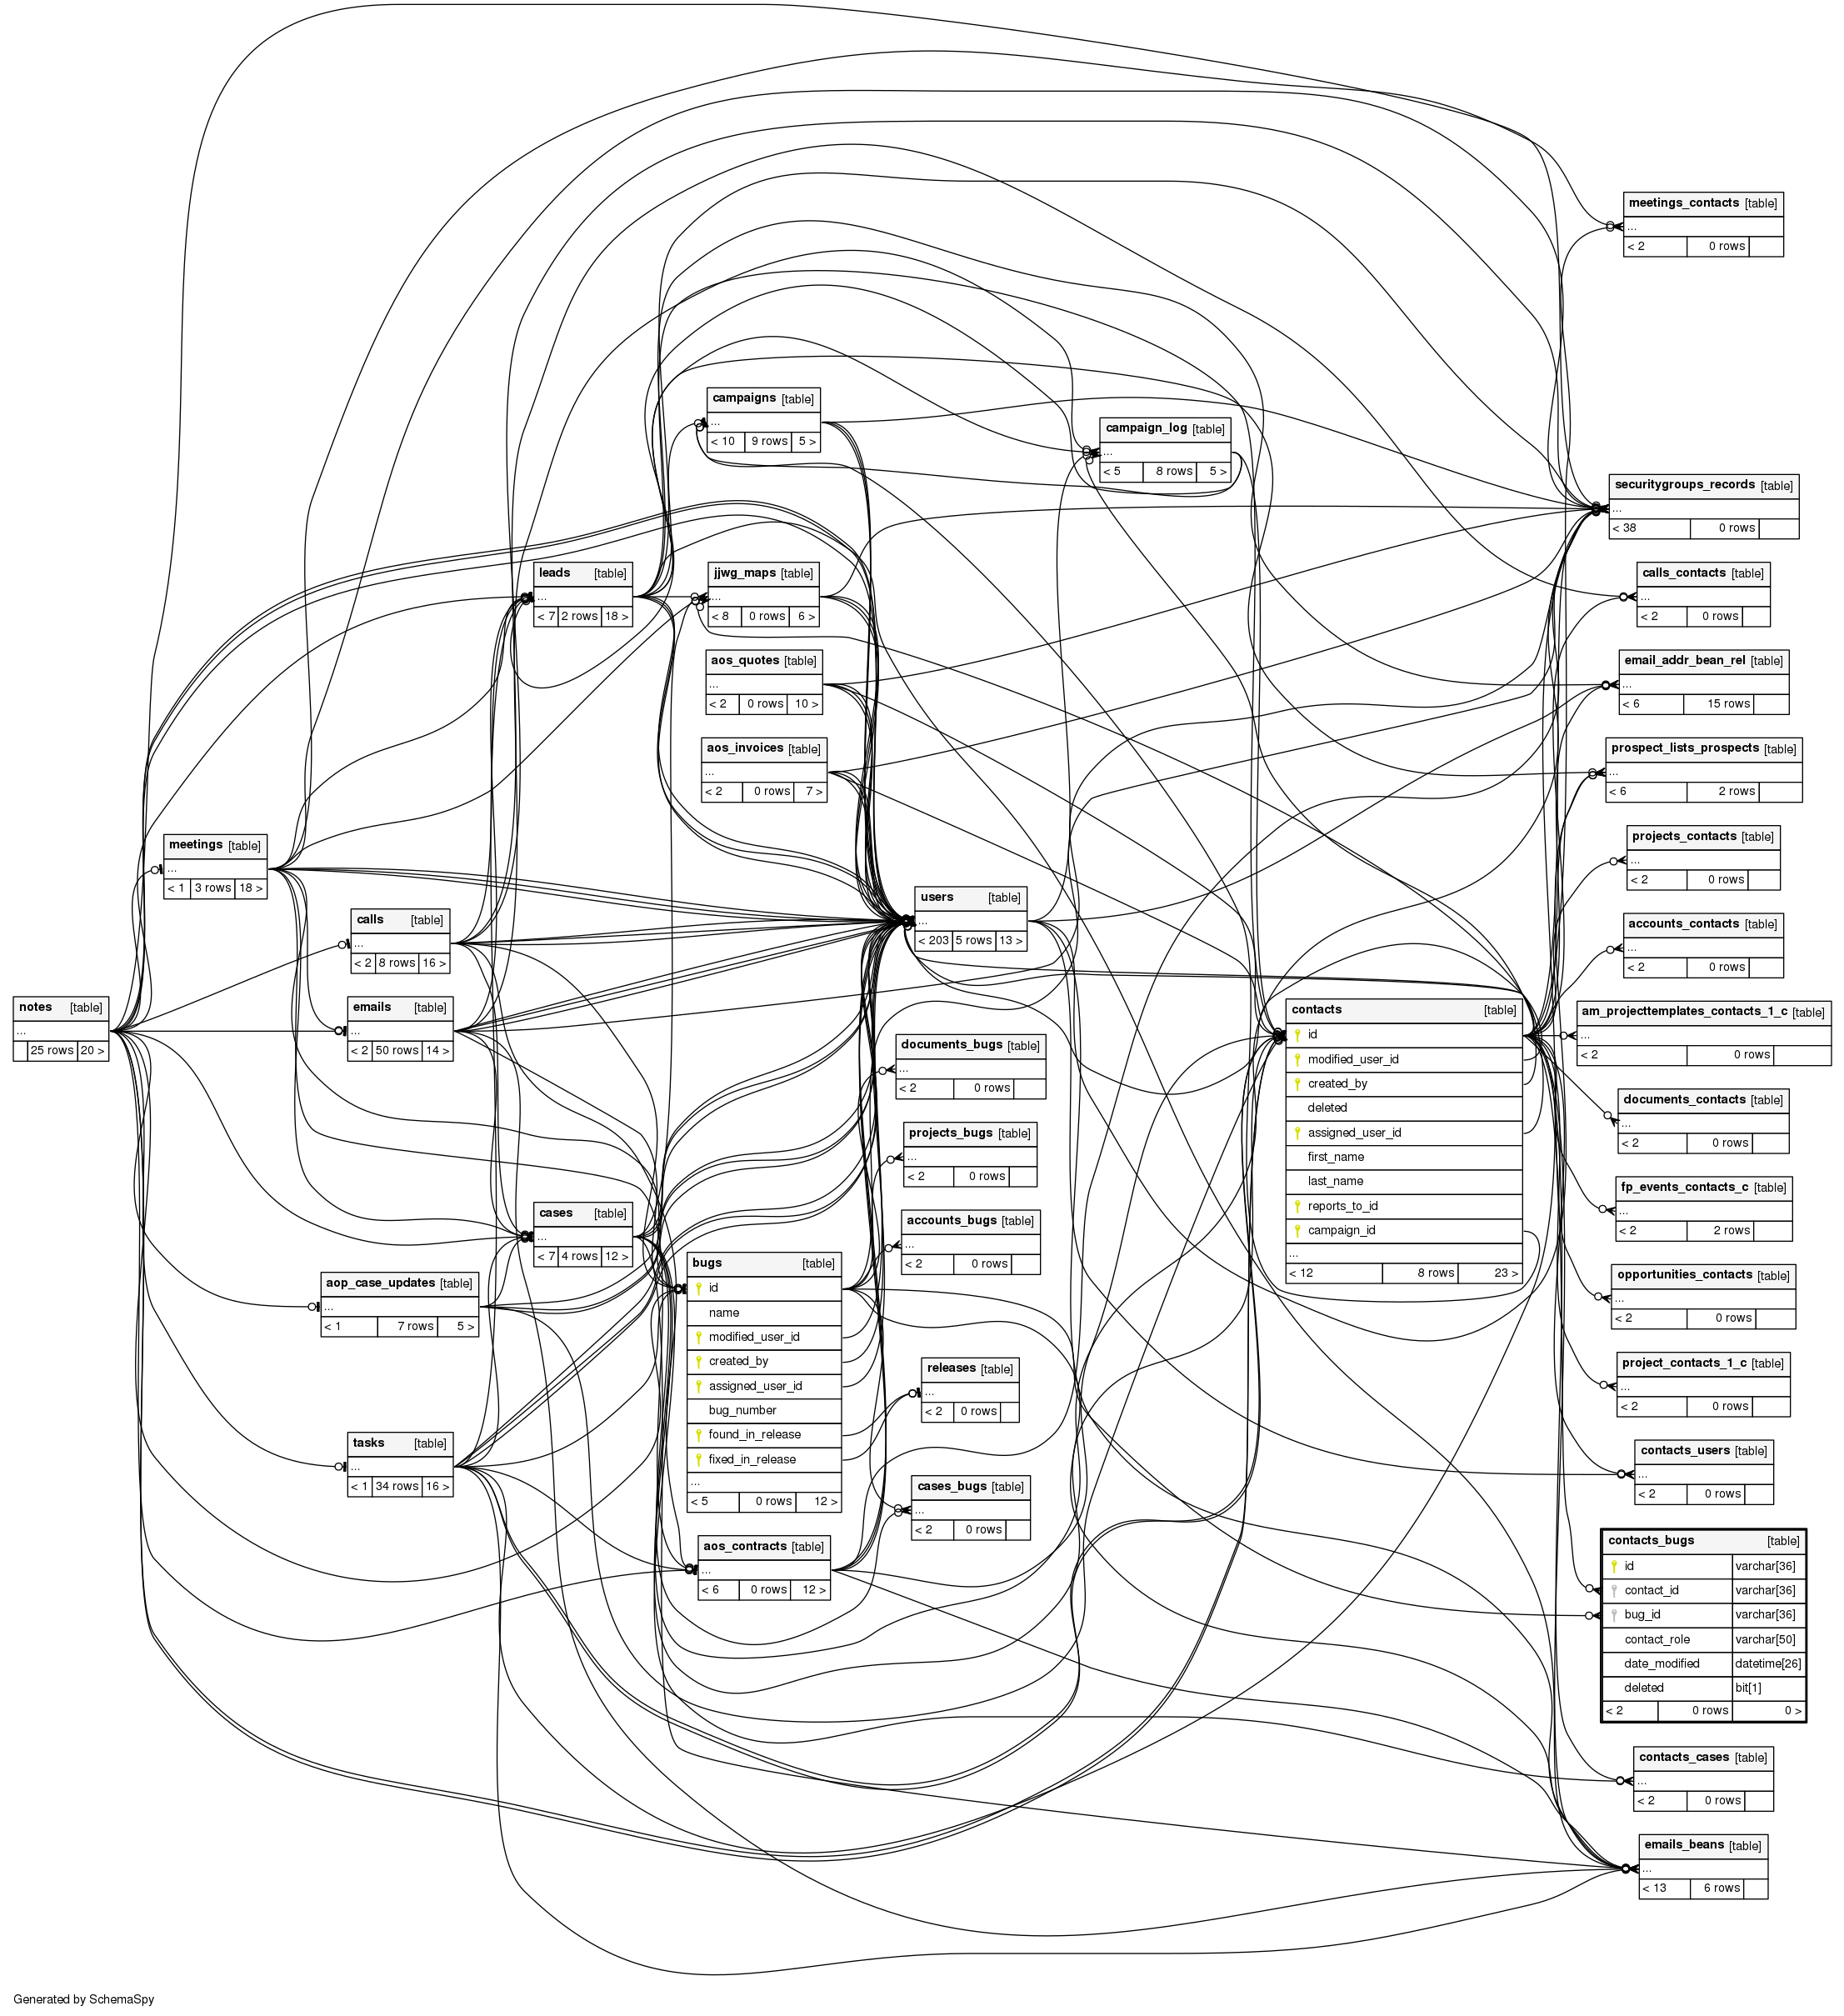 meetings_contacts [table]
...
< 2 0 rows
campaigns [table]
...
< 10 9 rows 5 >
campaign_log [table]
...
< 5 8 rows 5 >
securitygroups_records [table]
...
< 38 0 rows
leads [table]
...
< 7 2 rows 18 >
jjwg_maps [table]
...
< 8 0 rows 6 >
calls_contacts [table]
...
< 2 0 rows
aos_quotes [table]
...
< 2 0 rows 10 >
email_addr_bean_rel [table]
...
< 6 15 rows
aos_invoices [table]
...
< 2 0 rows 7 >
prospect_lists_prospects [table]
...
< 6 2 rows
meetings [table]
...
< 1 3 rows 18 >
projects_contacts [table]
...
< 2 0 rows
calls [table]
...
< 2 8 rows 16 >
users [table]
...
< 203 5 rows 13 >
accounts_contacts [table]
...
< 2 0 rows
notes [table]
...
25 rows 20 >
emails [table]
...
< 2 50 rows 14 >
contacts [table]
id
modified_user_id
created_by
deleted
assigned_user_id
first_name
last_name
reports_to_id
campaign_id
...
< 12 8 rows 23 >
am_projecttemplates_contacts_1_c [table]
...
< 2 0 rows
documents_bugs [table]
...
< 2 0 rows
documents_contacts [table]
...
< 2 0 rows
projects_bugs [table]
...
< 2 0 rows
fp_events_contacts_c [table]
...
< 2 2 rows
cases [table]
...
< 7 4 rows 12 >
accounts_bugs [table]
...
< 2 0 rows
opportunities_contacts [table]
...
< 2 0 rows
aop_case_updates [table]
...
< 1 7 rows 5 >
bugs [table]
id
name
modified_user_id
created_by
assigned_user_id
bug_number
found_in_release
fixed_in_release
...
< 5 0 rows 12 >
releases [table]
...
< 2 0 rows
project_contacts_1_c [table]
...
< 2 0 rows
tasks [table]
...
< 1 34 rows 16 >
contacts_users [table]
...
< 2 0 rows
cases_bugs [table]
...
< 2 0 rows
aos_contracts [table]
...
< 6 0 rows 12 >
contacts_bugs [table]
id varchar[36]
contact_id varchar[36]
bug_id varchar[36]
contact_role varchar[50]
date_modified datetime[26]
deleted bit[1]
< 2 0 rows 0 >
contacts_cases [table]
...
< 2 0 rows
emails_beans [table]
...
< 13 6 rows
Generated by SchemaSpy